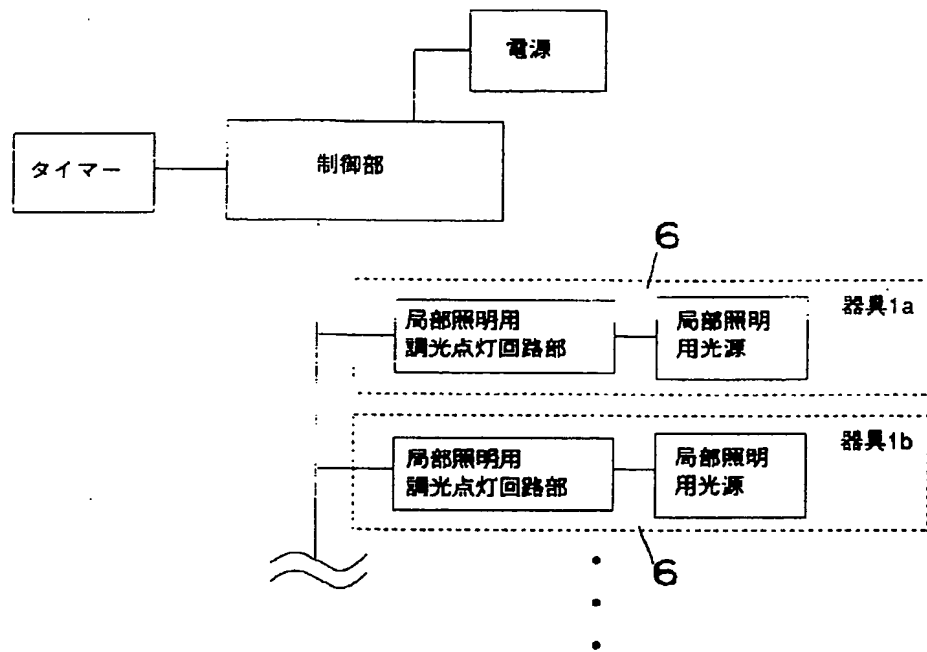 電源
タイマー
制御部
6
器具1a
局部照明用
調光点灯回路部
局部照明
用光源
器具1b
局部照明用
調光点灯回路部
局部照明
用光源
6